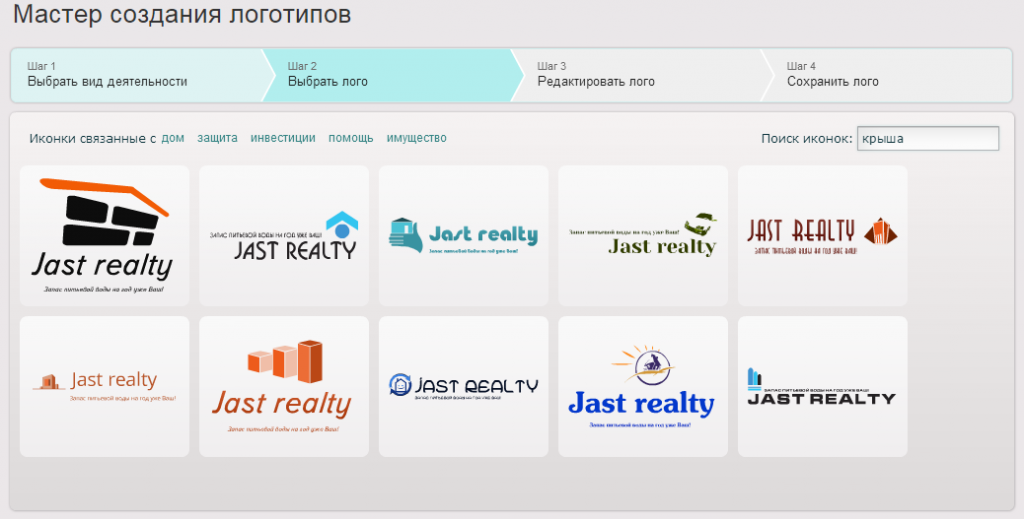 Мастер создания логотипов
Шаг 1
Выбрать вид деятельности
Шаг 2
Выбрать лого
Шаг 3
Редактировать лого
Шаг 4
Сохранить лого
Иконки связанные с дом защита инвестиции помощь имущество
Поиск иконок: крыша
Jast realty
Запас питьевой воды на год уже Ваш!
ЗАПАС ПИТЬЕВОЙ ВОДЫ НА ГОД УЖЕ ВАШ!
JAST REALTY
Jast realty
Запас питьевой воды на год уже Ваш!
Запас питьевой воды на год уже Ваш!
Jast realty
JAST REALTY
ЗАПАС ПИТЬЕВОЙ ВОДЫ НА ГОД УЖЕ ВАШ!
Jast realty
Запас питьевой воды на год уже Ваш!
Jast realty
Запас питьевой воды на год уже Ваш!
JAST REALTY
ЗАПАС ПИТЬЕВОЙ ВОДЫ НА ГОД УЖЕ ВАШ!
Jast realty
Запас питьевой воды на год уже Ваш!
ЗАПАС ПИТЬЕВОЙ ВОДЫ НА ГОД УЖЕ ВАШ!
JAST REALTY